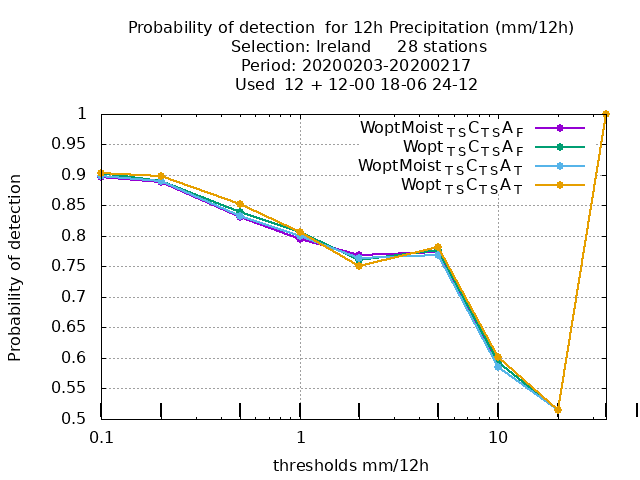 Probability of detection  for 12h Precipitation (mm/12h)
Selection: Ireland     28 stations
Period: 20200203-20200217
Used  12 + 12-00 18-06 24-12
WoptMoist TS C TS A F
Wopt TS C TS A F
WoptMoist TS C TS A T
Wopt TS C TS A T
Probability of detection
1
0.95
0.9
0.85
0.8
0.75
0.7
0.65
0.6
0.55
0.5
0.1 1 10
thresholds mm/12h